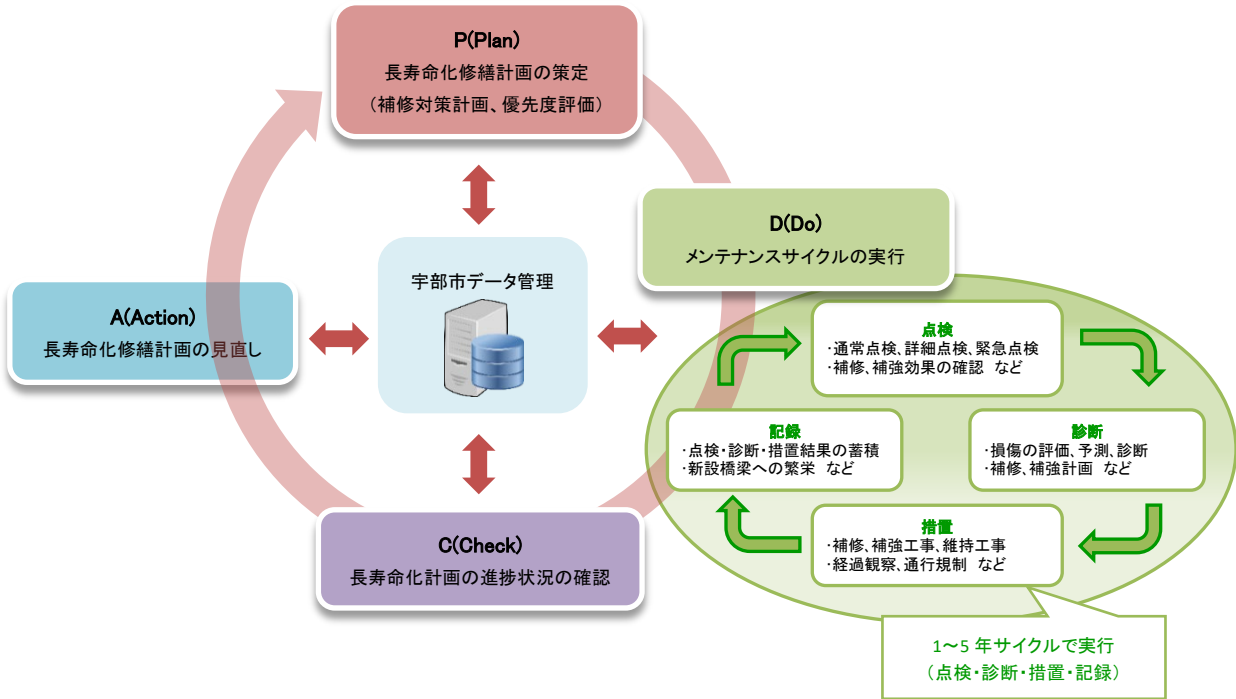 P(Plan)
長寿命化修繕計画の策定
（補修対策計画、優先度評価）
D(Do)
メンテナンスサイクルの実行
宇部市データ管理
A(Action)
長寿命化修繕計画の見直し
点検
・通常点検、詳細点検、緊急点検
・補修、補強効果の確認 など
記録
・点検・診断・措置結果の蓄積
・新設橋梁への繁栄 など
診断
・損傷の評価、予測、診断
・補修、補強計画 など
措置
・補修、補強工事、維持工事
・経過観察、通行規制 など
C(Check)
長寿命化計画の進捗状況の確認
1～5 年サイクルで実行
（点検・診断・措置・記録）